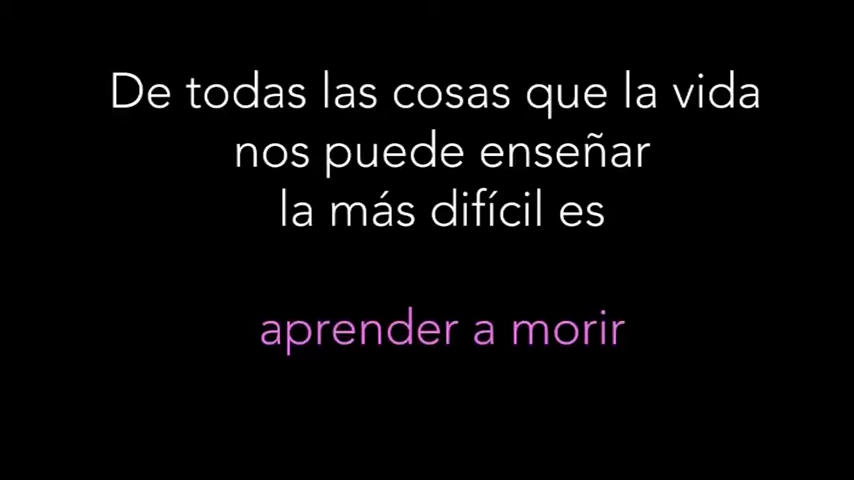 De todas las cosas que la vida
nos puede enseñar
la más difícil es
aprender a morir